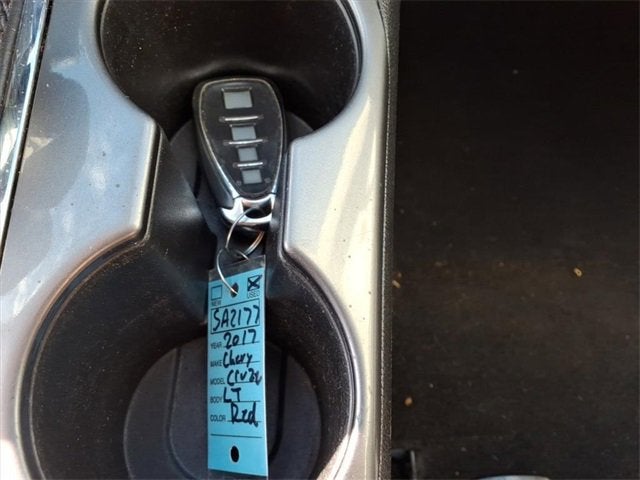 NEW USED
SA2177
YEAR 2017
MAKE Chevy
MODEL Cruze
BODY LT
COLOR Red